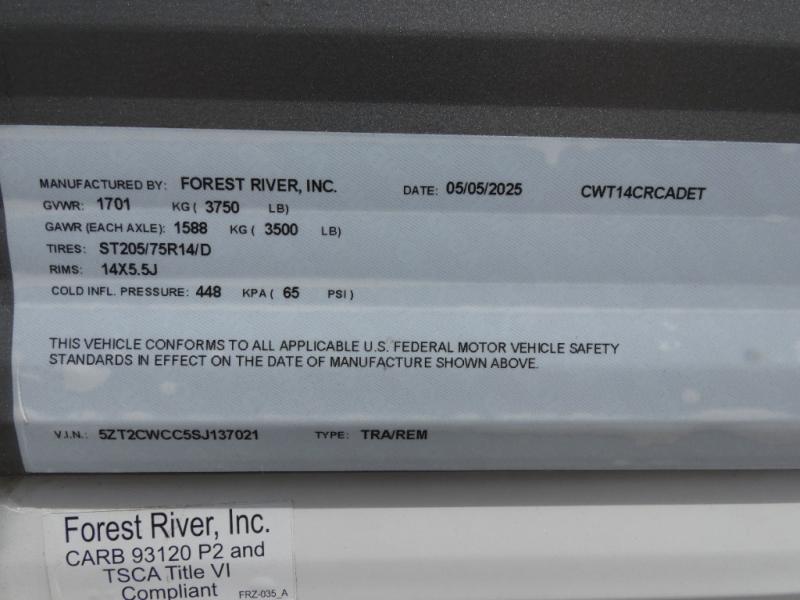 MANUFACTURED BY: FOREST RIVER, INC. DATE: 05/05/2025 CWT14CRCADET
GVWR: 1701 KG ( 3750 LB)
GAWR (EACH AXLE): 1588 KG ( 3500 LB)
TIRES: ST205/75R14/D
RIMS: 14X5.5J
COLD INFL. PRESSURE: 448 KPA ( 65 PSI )
THIS VEHICLE CONFORMS TO ALL APPLICABLE U.S. FEDERAL MOTOR VEHICLE SAFETY
STANDARDS IN EFFECT ON THE DATE OF MANUFACTURE SHOWN ABOVE.
V.I.N.: 5ZT2CWCC5SJ137021 TYPE: TRA/REM
Forest River, Inc.
CARB 93120 P2 and
TSCA Title VI
Compliant FRZ-035_A